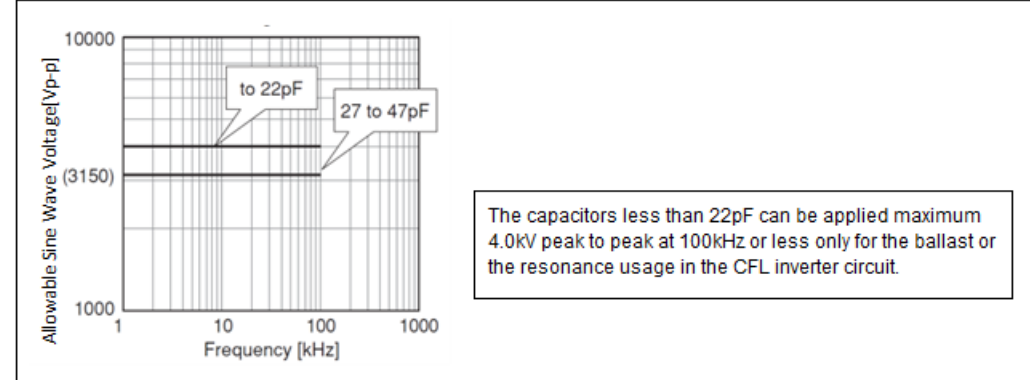 10000
to 22pF
27 to 47pF
(3150)
1000
1
10
100
1000
Frequency [kHz]
Allowable Sine Wave Voltage[Vp-p]
The capacitors less than 22pF can be applied maximum
4.0kV peak to peak at 100kHz or less only for the ballast or
the resonance usage in the CFL inverter circuit.